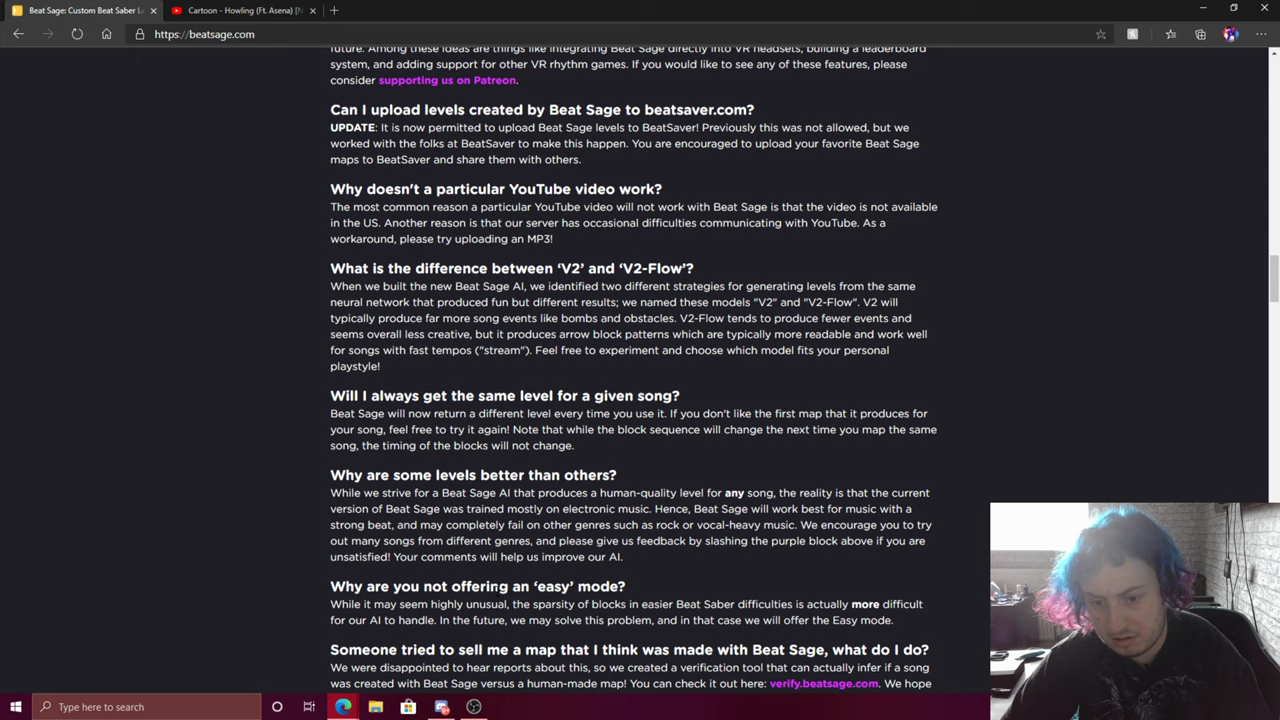 Beat Sage: Custom Beat Saber Le
Cartoon - Howling (Ft. Asena) [N
https://beatsage.com
future. Among these ideas are things like integrating Beat Sage directly into VR headsets, building a leaderboard
system, and adding support for other VR rhythm games. If you would like to see any of these features, please
consider supporting us on Patreon.
Can I upload levels created by Beat Sage to beatsaver.com?
UPDATE: It is now permitted to upload Beat Sage levels to BeatSaver! Previously this was not allowed, but we
worked with the folks at BeatSaver to make this happen. You are encouraged to upload your favorite Beat Sage
maps to BeatSaver and share them with others.
Why doesn't a particular YouTube video work?
The most common reason a particular YouTube video will not work with Beat Sage is that the video is not available
in the US. Another reason is that our server has occasional difficulties communicating with YouTube. As a
workaround, please try uploading an MP3!
What is the difference between ‘V2’ and ‘V2-Flow’?
When we built the new Beat Sage AI, we identified two different strategies for generating levels from the same
neural network that produced fun but different results; we named these models "V2" and "V2-Flow". V2 will
typically produce far more song events like bombs and obstacles. V2-Flow tends to produce fewer events and
seems overall less creative, but it produces arrow block patterns which are typically more readable and work well
for songs with fast tempos ("stream"). Feel free to experiment and choose which model fits your personal
playstyle!
Will I always get the same level for a given song?
Beat Sage will now return a different level every time you use it. If you don't like the first map that it produces for
your song, feel free to try it again! Note that while the block sequence will change the next time you map the same
song, the timing of the blocks will not change.
Why are some levels better than others?
While we strive for a Beat Sage AI that produces a human-quality level for any song, the reality is that the current
version of Beat Sage was trained mostly on electronic music. Hence, Beat Sage will work best for music with a
strong beat, and may completely fail on other genres such as rock or vocal-heavy music. We encourage you to try
out many songs from different genres, and please give us feedback by slashing the purple block above if you are
unsatisfied! Your comments will help us improve our AI.
Why are you not offering an ‘easy’ mode?
While it may seem highly unusual, the sparsity of blocks in easier Beat Saber difficulties is actually more difficult
for our AI to handle. In the future, we may solve this problem, and in that case we will offer the Easy mode.
Someone tried to sell me a map that I think was made with Beat Sage, what do I do?
We were disappointed to hear reports about this, so we created a verification tool that can actually infer if a song
was created with Beat Sage versus a human-made map! You can check it out here: verify.beatsage.com. We hope
Type here to search